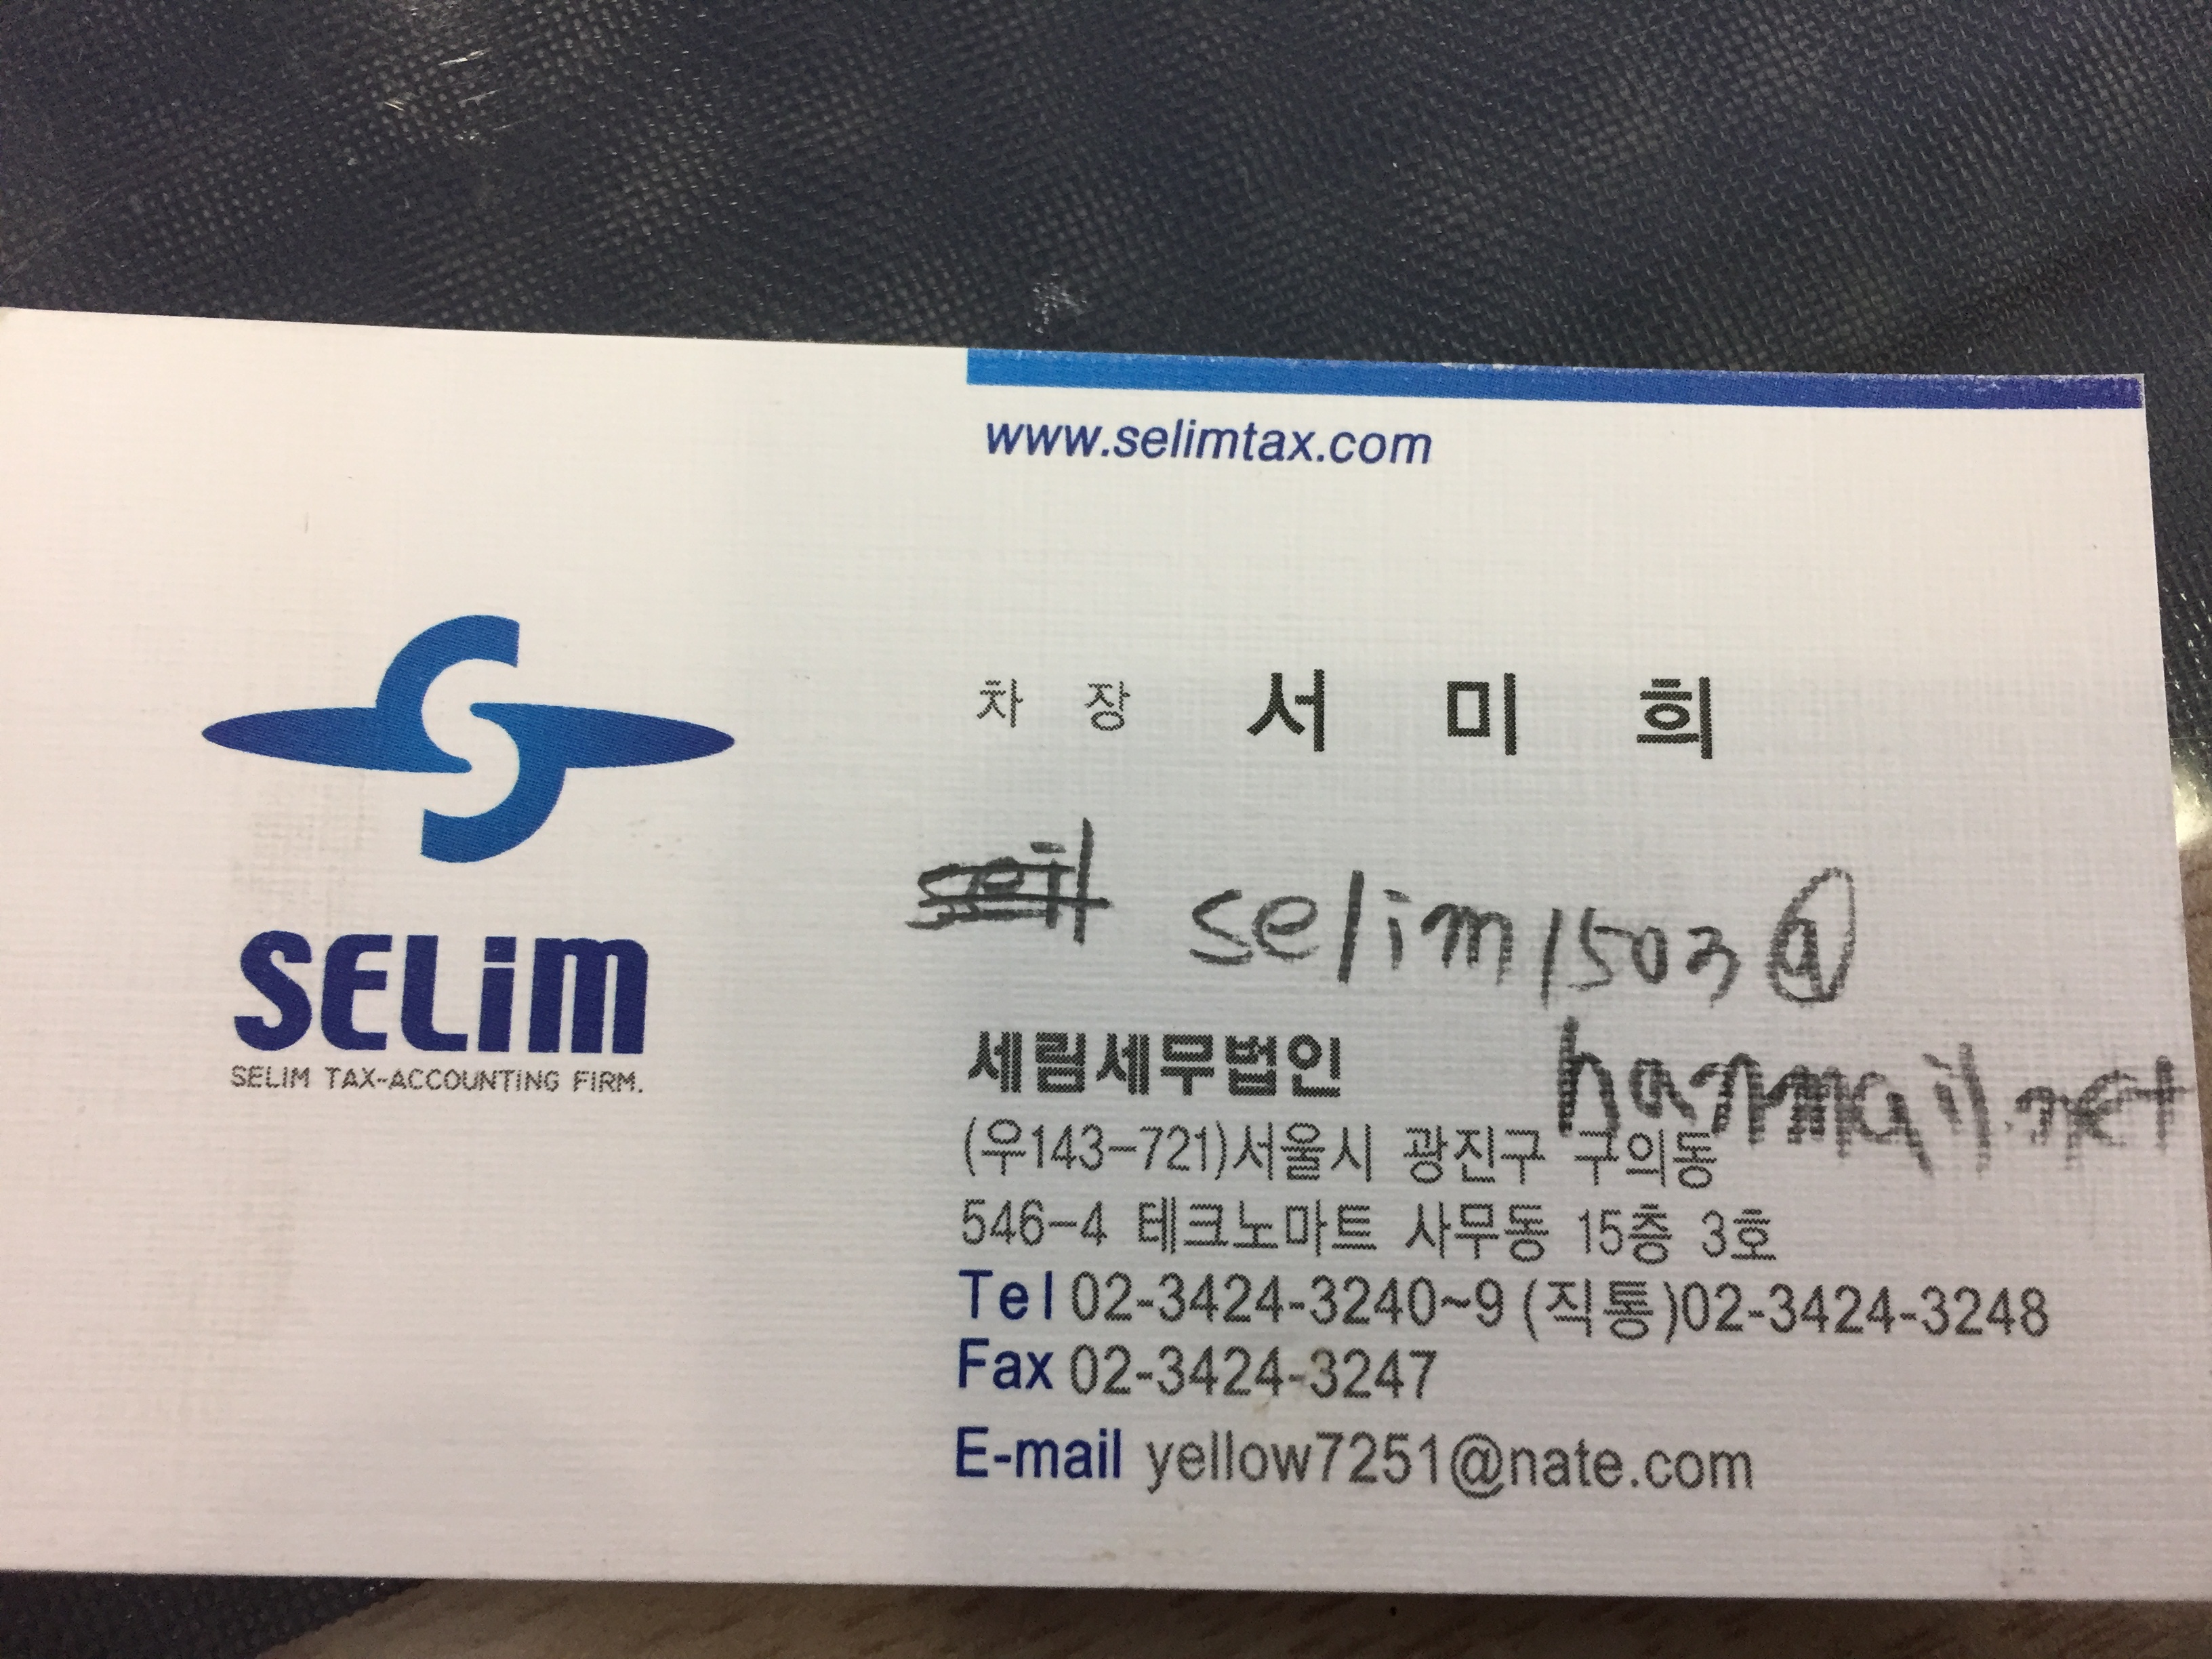 www.selimtax.com
차 장 서 미 희
selim1503@
hanmail.net
SELiM
SELIM TAX-ACCOUNTING FIRM.
세림세무법인
(우143-721)서울시 광진구 구의동
546-4 테크노마트 사무동 15층 3호
Tel 02-3424-3240~9 (직통)02-3424-3248
Fax 02-3424-3247
E-mail yellow7251@nate.com